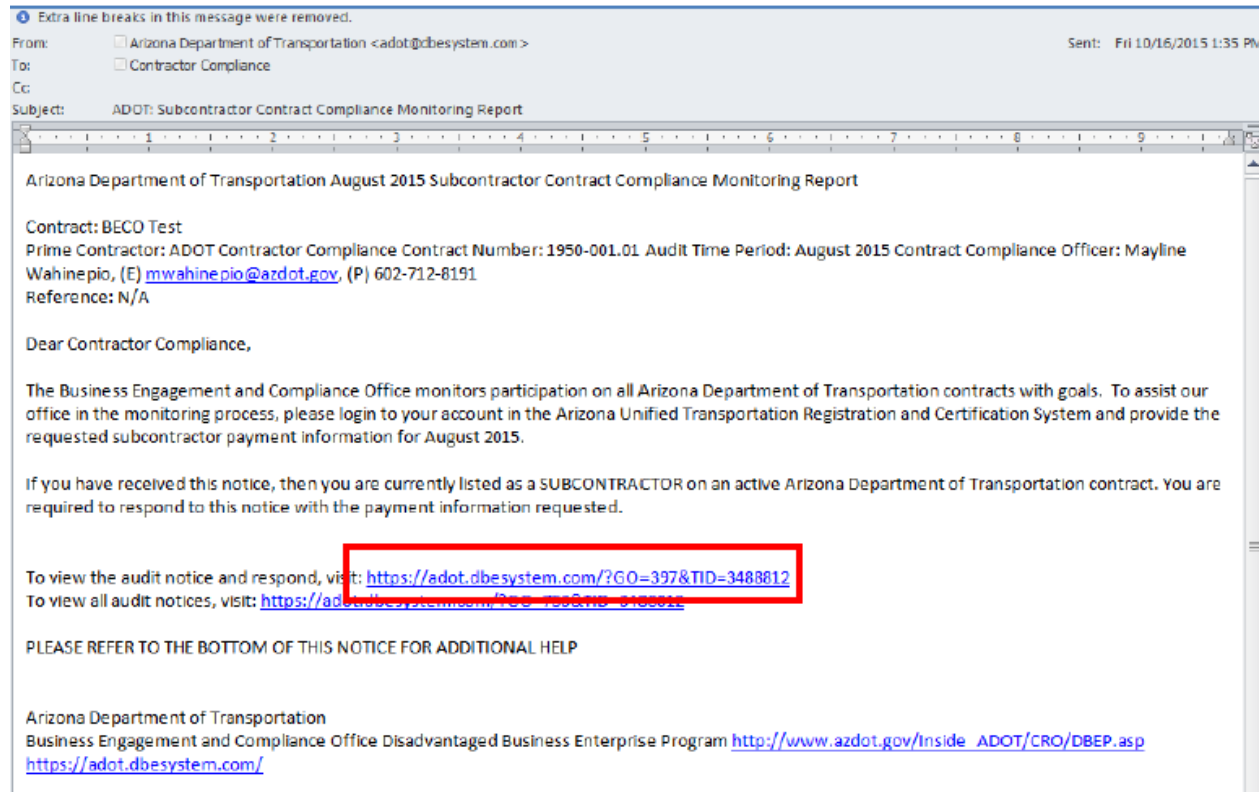 Extra line breaks in this message were removed.
From: Arizona Department of Transportation <adot@dbesystem.com> Sent: Fri 10/16/2015 1:35 PM
To: Contractor Compliance
Cc:
Subject: ADOT: Subcontractor Contract Compliance Monitoring Report
1 2 3 4 5 6 7 8 9
Arizona Department of Transportation August 2015 Subcontractor Contract Compliance Monitoring Report
Contract: BECO Test
Prime Contractor: ADOT Contractor Compliance Contract Number: 1950-001.01 Audit Time Period: August 2015 Contract Compliance Officer: Mayline
Wahinepio, (E) mwahinepio@azdot.gov, (P) 602-712-8191
Reference: N/A
Dear Contractor Compliance,
The Business Engagement and Compliance Office monitors participation on all Arizona Department of Transportation contracts with goals. To assist our
office in the monitoring process, please login to your account in the Arizona Unified Transportation Registration and Certification System and provide the
requested subcontractor payment information for August 2015.
If you have received this notice, then you are currently listed as a SUBCONTRACTOR on an active Arizona Department of Transportation contract. You are
required to respond to this notice with the payment information requested.
To view the audit notice and respond, visit: https://adot.dbesystem.com/?GO=397&TID=3488812
To view all audit notices, visit:
PLEASE REFER TO THE BOTTOM OF THIS NOTICE FOR ADDITIONAL HELP
Arizona Department of Transportation
Business Engagement and Compliance Office Disadvantaged Business Enterprise Program http://www.azdot.gov/Inside_ADOT/CRO/DBEP.asp
https://adot.dbesystem.com/